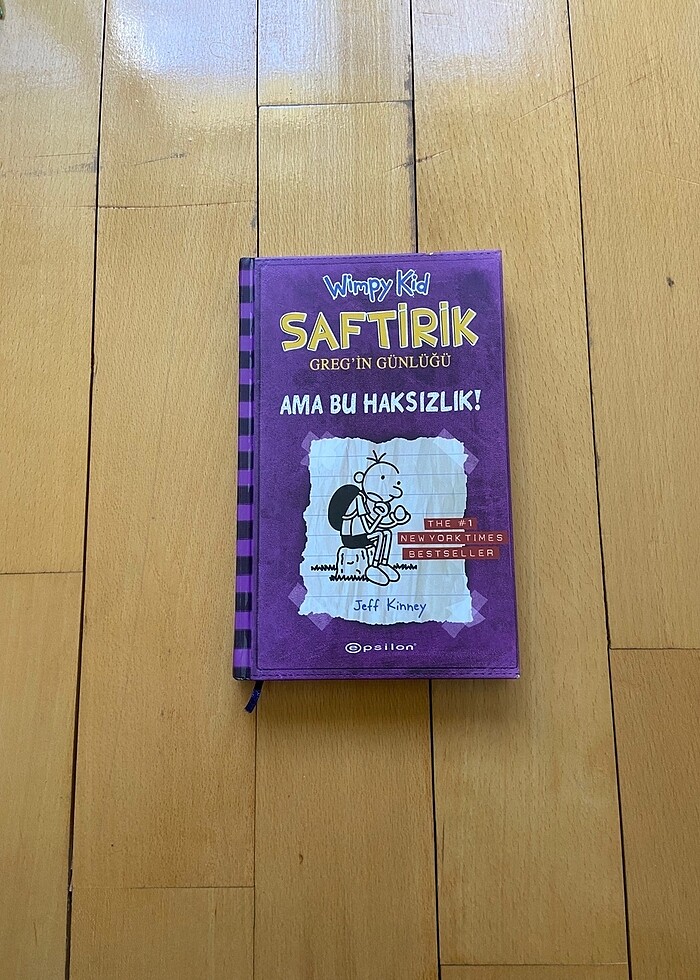 Wimpy Kid
SAFTİRİK
GREG'İN GÜNLÜĞÜ
AMA BU HAKSIZLIK!
THE #1
NEW YORK TIMES
BESTSELLER
Jeff Kinney
epsilon